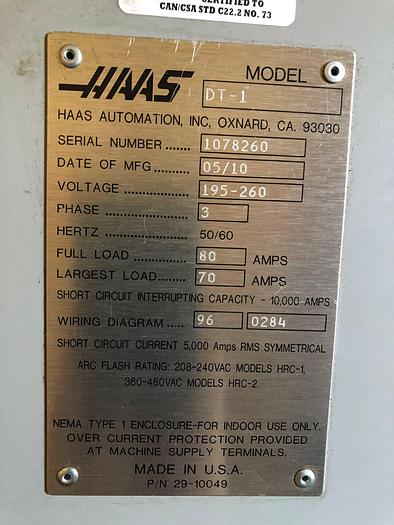 CERTIFIED TO
CAN/CSA STD C22.2 NO. 73
HAAS
MODEL
DT-1
HAAS AUTOMATION, INC, OXNARD, CA. 93030
SERIAL NUMBER ...... 1078260
DATE OF MFG .......... 05/10
VOLTAGE .................. 195-260
PHASE ...................... 3
HERTZ ...................... 50/60
FULL LOAD ............... 80 AMPS
LARGEST LOAD ........ 70 AMPS
SHORT CIRCUIT INTERRUPTING CAPACITY - 10,000 AMPS
WIRING DIAGRAM ..... 96 0284
SHORT CIRCUIT CURRENT 5,000 Amps RMS SYMMETRICAL
ARC FLASH RATING: 208-240VAC MODELS HRC-1,
360-480VAC MODELS HRC-2.
NEMA TYPE 1 ENCLOSURE-FOR INDOOR USE ONLY.
OVER CURRENT PROTECTION PROVIDED
AT MACHINE SUPPLY TERMINALS.
MADE IN U.S.A.
P/N 29-10049